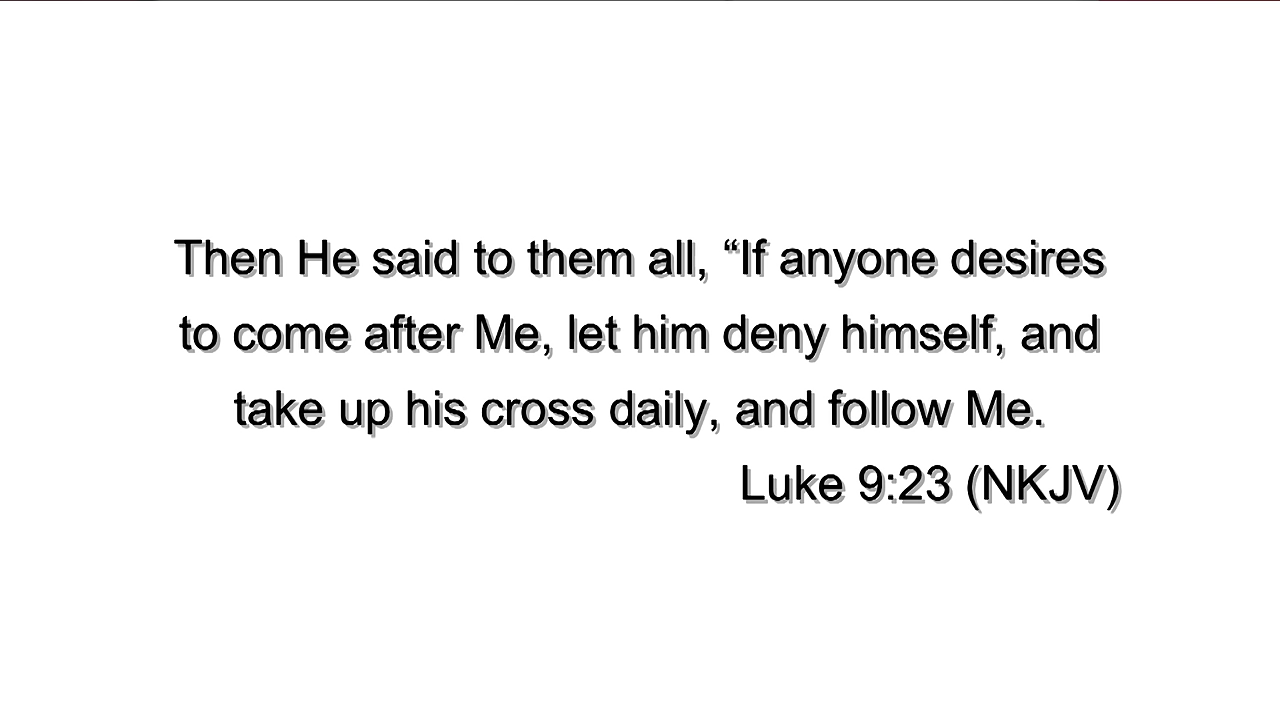 Then He said to them all, “If anyone desires
to come after Me, let him deny himself, and
take up his cross daily, and follow Me.
Luke 9:23 (NKJV)